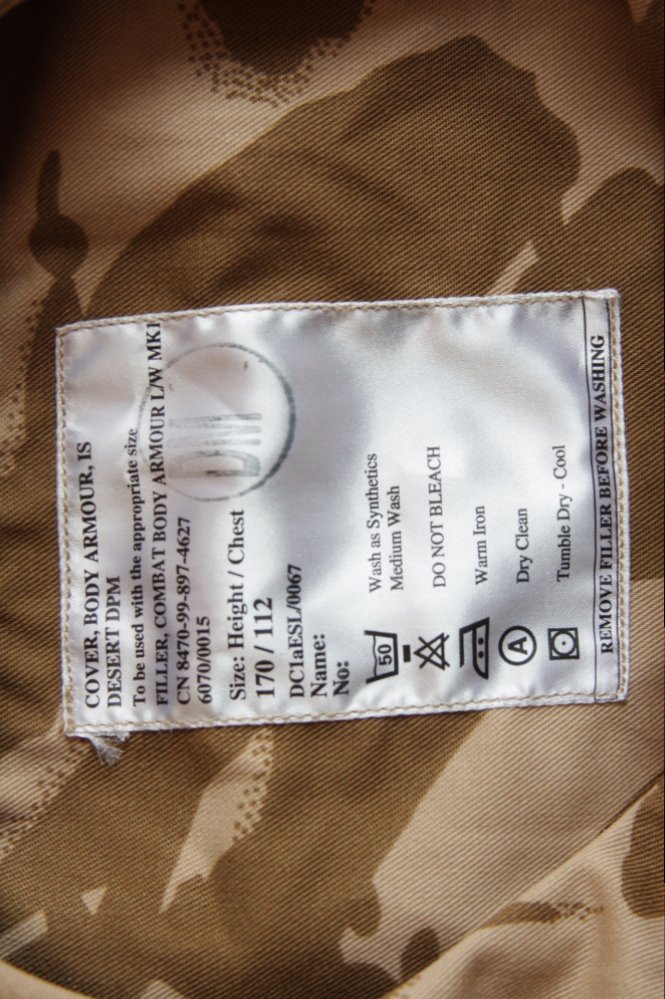 COVER, BODY ARMOUR, IS
DESERT DPM
To be used with the appropriate size
FILLER, COMBAT BODY ARMOUR L/W MK1
CN 8470-99-897-4627
6070/0015
Size: Height / Chest
170 / 112
DC1aESL/0067
Name:
No:
50
Wash as Synthetics
Medium Wash
DO NOT BLEACH
Warm Iron
A
Dry Clean
Tumble Dry - Cool
REMOVE FILLER BEFORE WASHING